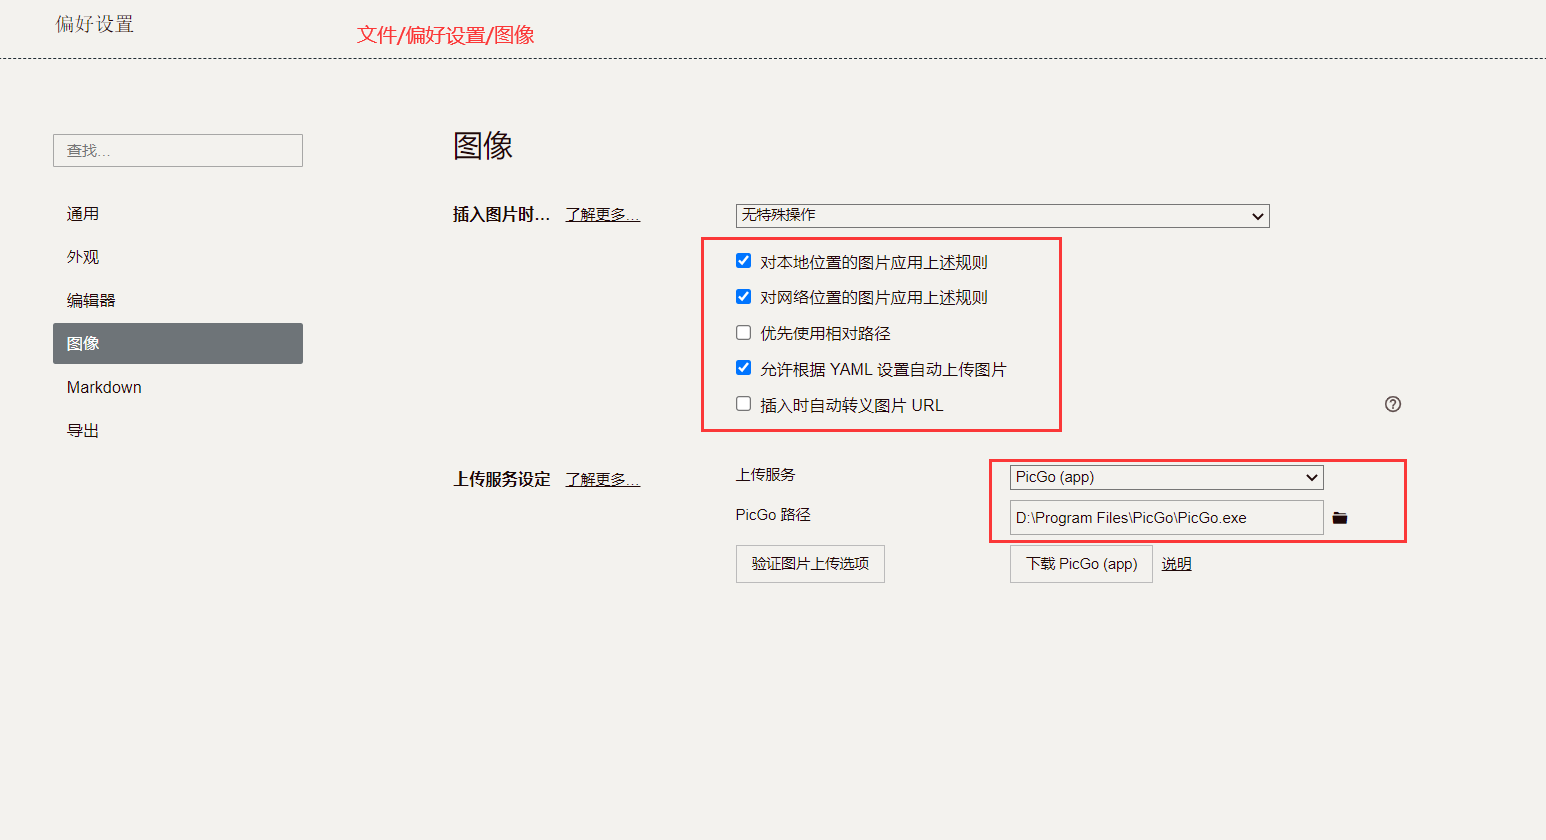 偏好设置
文件/偏好设置/图像
查找...
通用
外观
编辑器
图像
Markdown
导出
图像
插入图片时... 了解更多...
无特殊操作
对本地位置的图片应用上述规则
对网络位置的图片应用上述规则
优先使用相对路径
允许根据 YAML 设置自动上传图片
插入时自动转义图片 URL
上传服务设定 了解更多...
上传服务 PicGo (app)
PicGo 路径 D:\Program Files\PicGo\PicGo.exe
验证图片上传选项 下载 PicGo (app) 说明